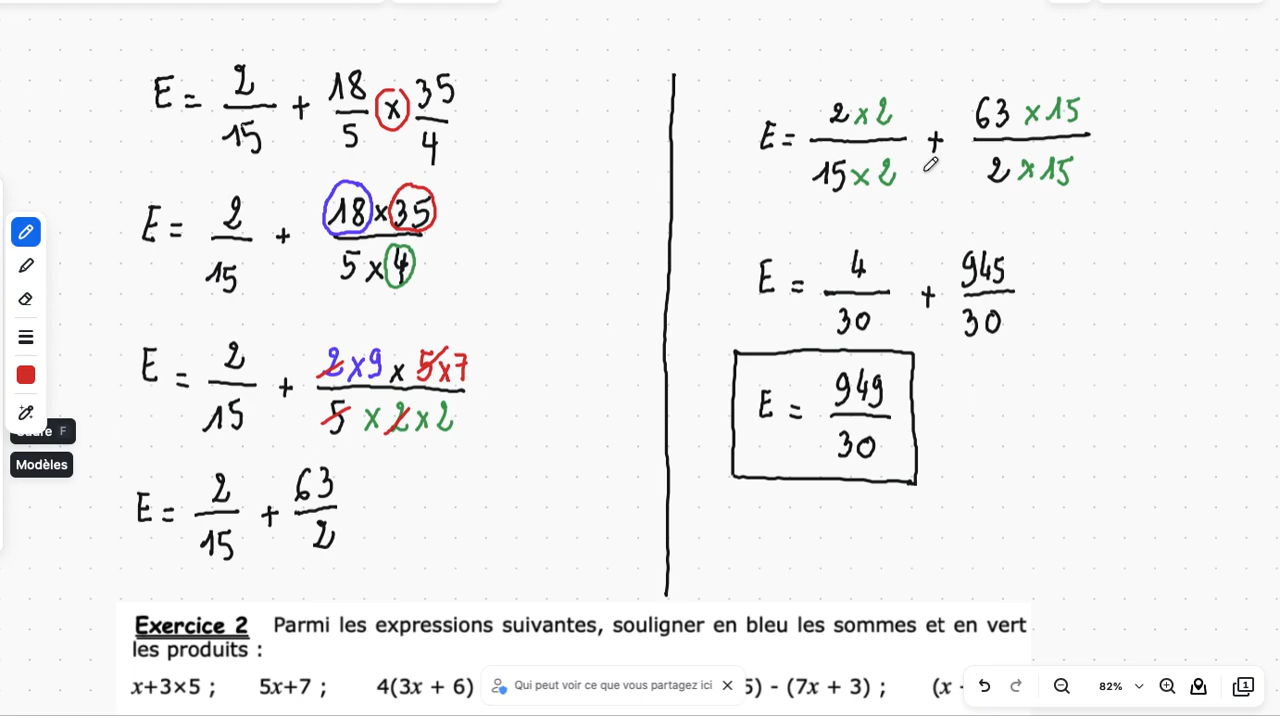 E = 2/15 + 18/5 × 35/4
E = 2/15 + (18×35)/(5×4)
E = 2/15 + (2×9×5×7)/(5×2×2)
E = 2/15 + 63/2
E = (2×2)/(15×2) + (63×15)/(2×15)
E = 4/30 + 945/30
E = 949/30
F
Modèles
Exercice 2 Parmi les expressions suivantes, souligner en bleu les sommes et en vert
les produits :
x+3×5 ; 5x+7 ; 4(3x + 6) 5) - (7x + 3) ; (x
Qui peut voir ce que vous partagez ici
82%
1